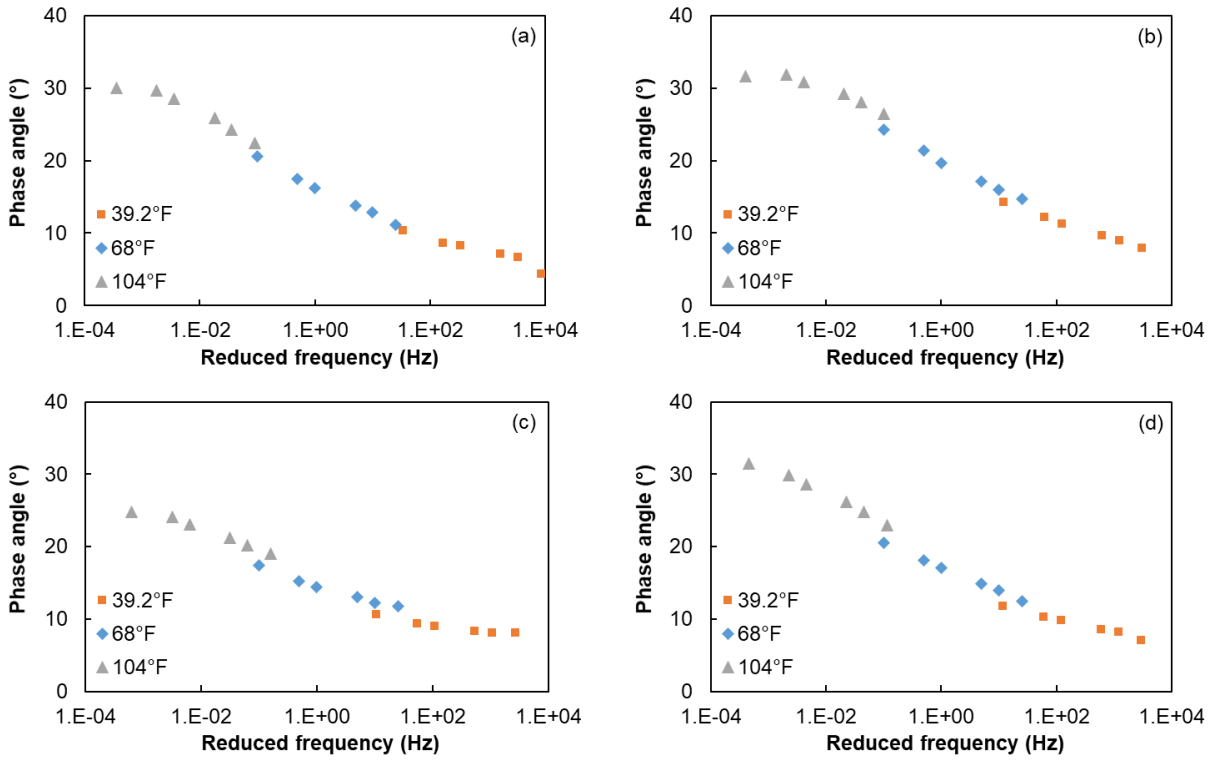 (a)
Phase angle (°)
40
30
20
10
0
39.2°F
68°F
104°F
1.E-04 1.E-02 1.E+00 1.E+02 1.E+04
Reduced frequency (Hz)
(b)
Phase angle (°)
40
30
20
10
0
39.2°F
68°F
104°F
1.E-04 1.E-02 1.E+00 1.E+02 1.E+04
Reduced frequency (Hz)
(c)
Phase angle (°)
40
30
20
10
0
39.2°F
68°F
104°F
1.E-04 1.E-02 1.E+00 1.E+02 1.E+04
Reduced frequency (Hz)
(d)
Phase angle (°)
40
30
20
10
0
39.2°F
68°F
104°F
1.E-04 1.E-02 1.E+00 1.E+02 1.E+04
Reduced frequency (Hz)